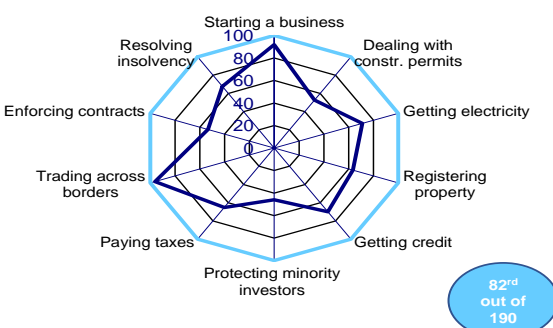 Starting a business
100
80
60
40
20
0
Dealing with
constr. permits
Getting electricity
Registering
property
Getting credit
Protecting minority
investors
Paying taxes
Trading across
borders
Enforcing contracts
Resolving
insolvency
82rd
out of
190